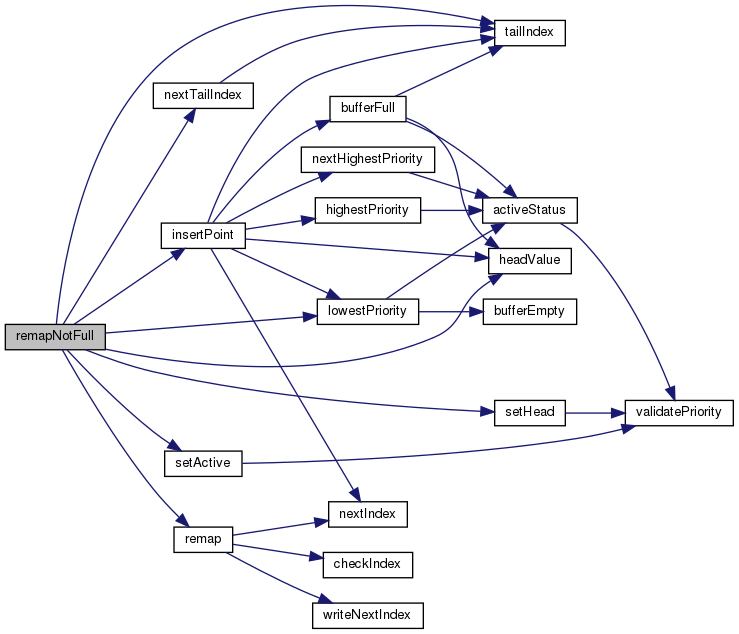 tailIndex
nextTailIndex
bufferFull
nextHighestPriority
highestPriority
activeStatus
insertPoint
headValue
lowestPriority
bufferEmpty
remapNotFull
setHead
validatePriority
setActive
nextIndex
remap
checkIndex
writeNextIndex